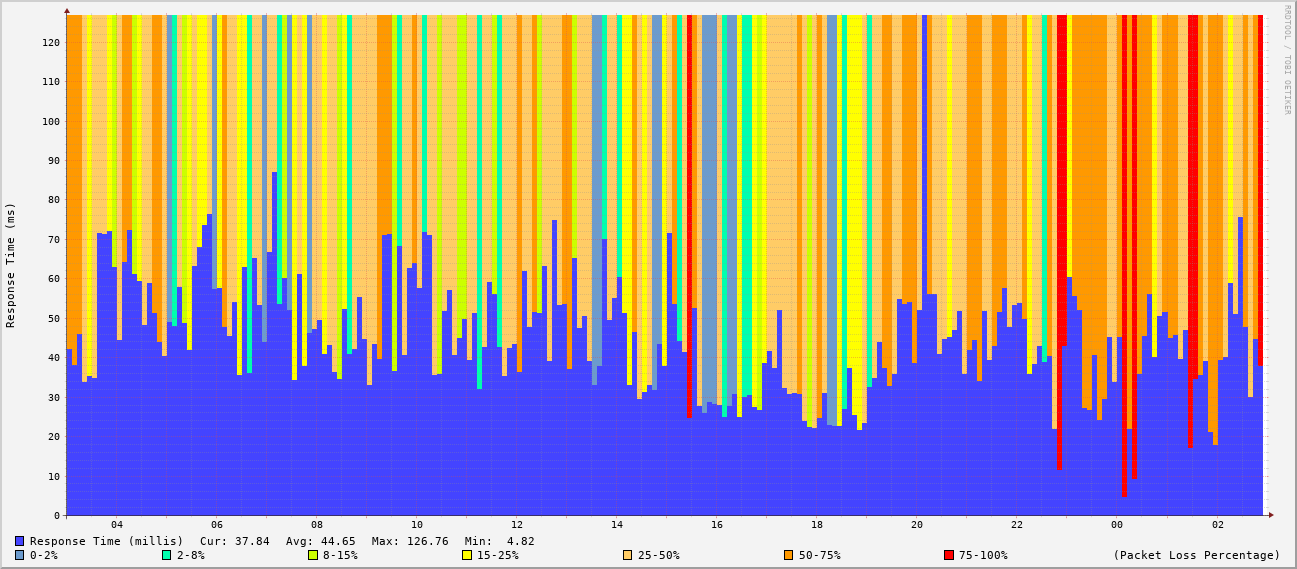 RRDTOOL / TOBI OETIKER
Response Time (ms)
120
110
100
90
80
70
60
50
40
30
20
10
0
04 06 08 10 12 14 16 18 20 22 00 02
Response Time (millis) Cur: 37.84 Avg: 44.65 Max: 126.76 Min: 4.82
0-2% 2-8% 8-15% 15-25% 25-50% 50-75% 75-100% (Packet Loss Percentage)